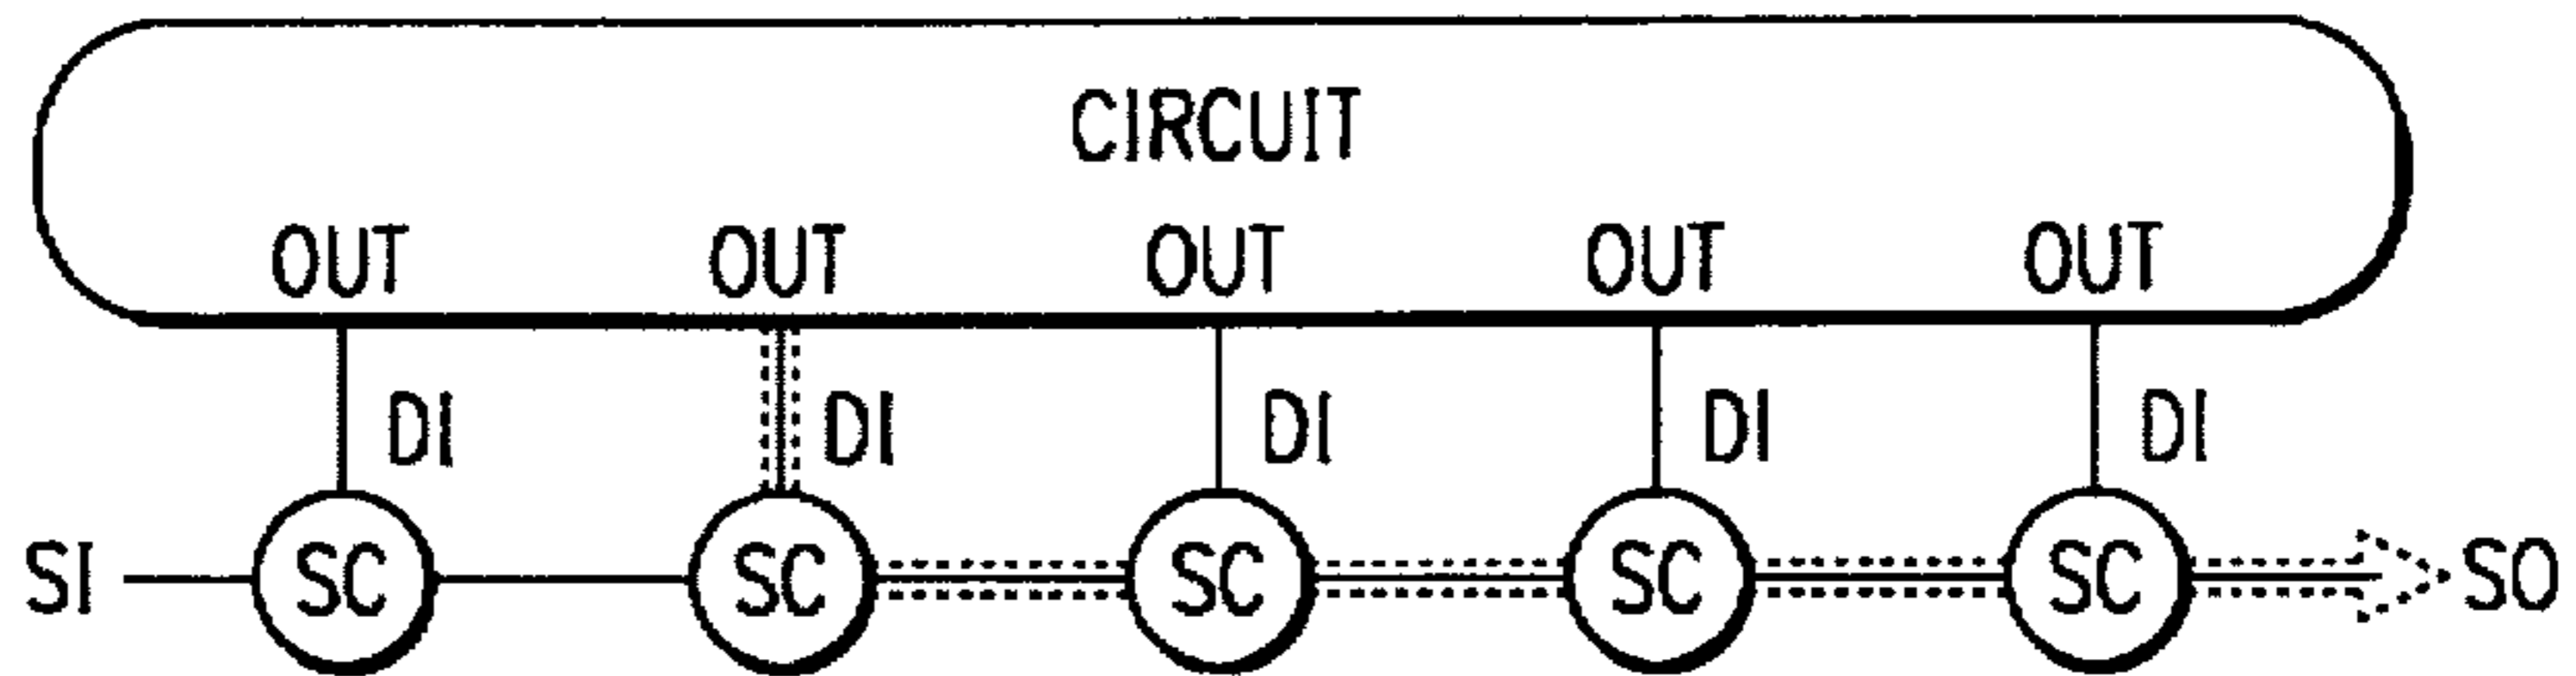 CIRCUIT
OUT OUT OUT OUT OUT
DI DI DI DI DI
SI SC SC SC SC SC SO